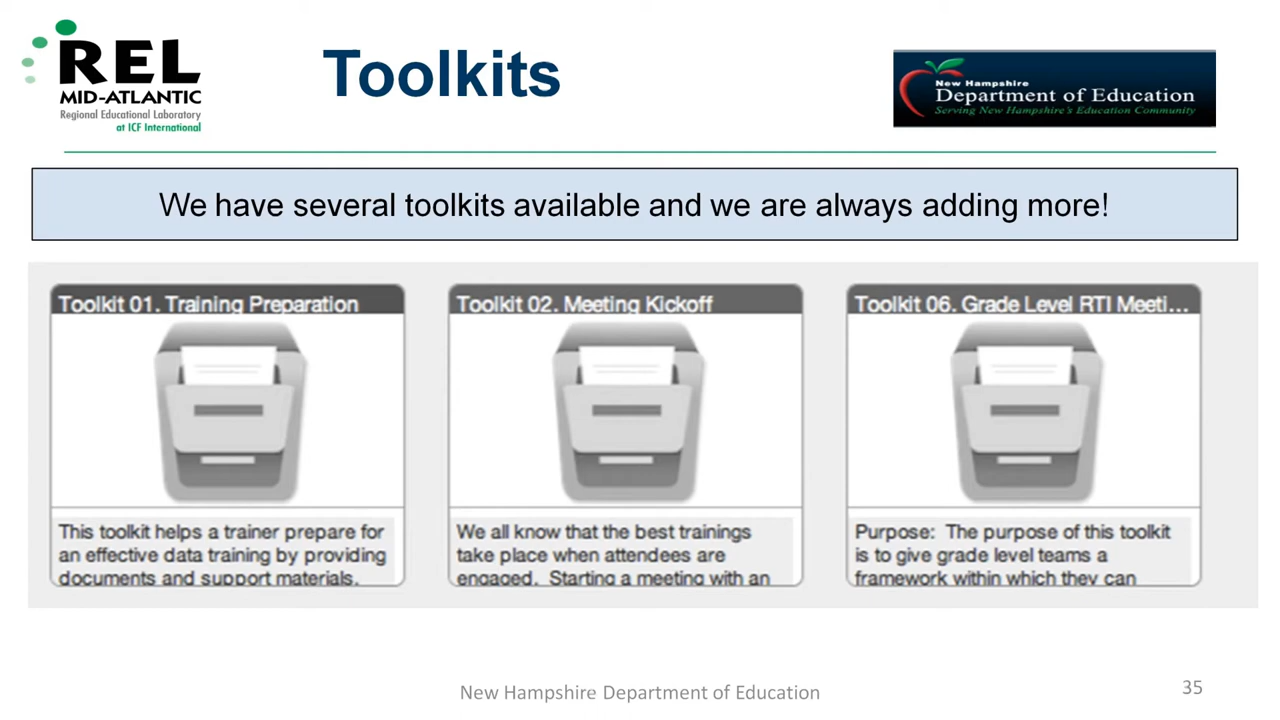 REL
MID-ATLANTIC
Regional Educational Laboratory
at ICF International
Toolkits
New Hampshire
Department of Education
Serving New Hampshire's Education Community
We have several toolkits available and we are always adding more!
Toolkit 01. Training Preparation
This toolkit helps a trainer prepare for
an effective data training by providing
documents and support materials.
Toolkit 02. Meeting Kickoff
We all know that the best trainings
take place when attendees are
engaged. Starting a meeting with an
Toolkit 06. Grade Level RTI Meeti...
Purpose: The purpose of this toolkit
is to give grade level teams a
framework within which they can
New Hampshire Department of Education
35